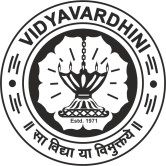 VIDYAVARDHINI
Estd. 1971
॥ सा विद्या या विमुक्तये ॥